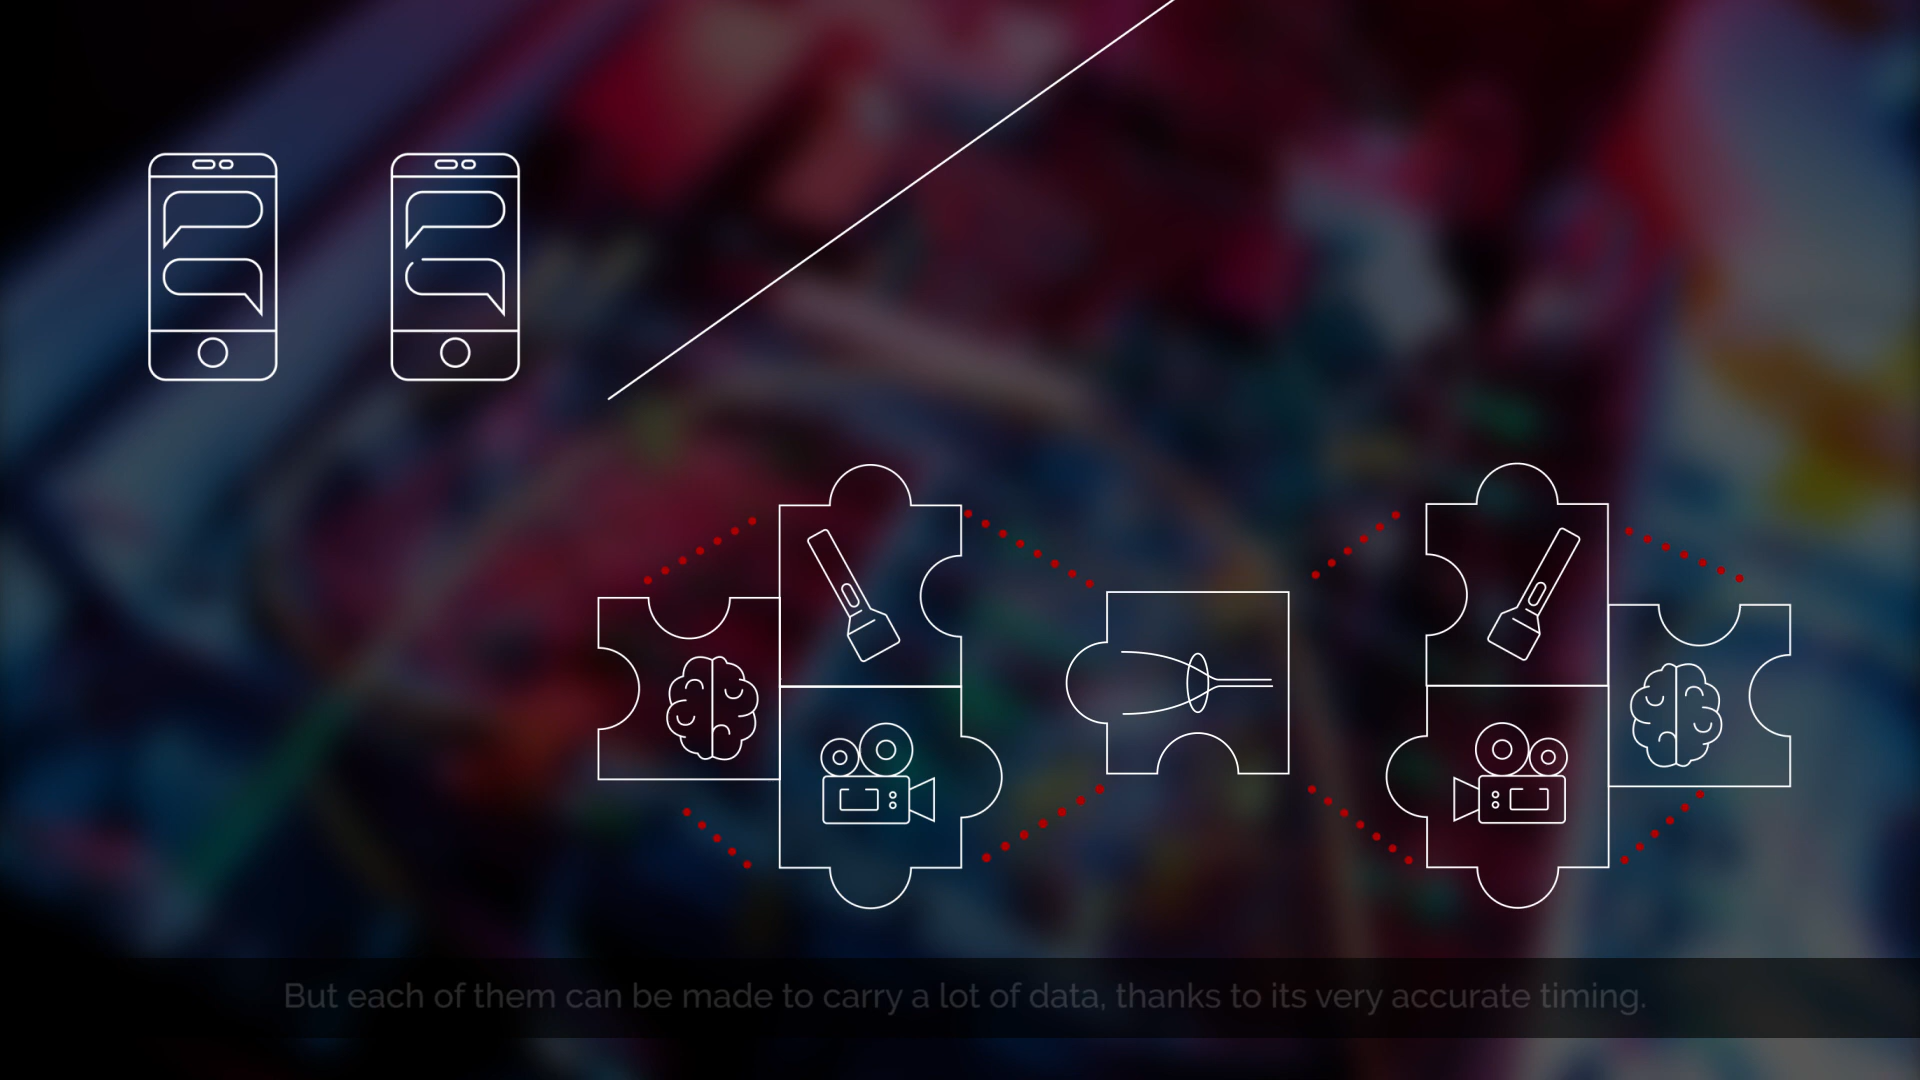 But each of them can be made to carry a lot of data, thanks to its very accurate timing.